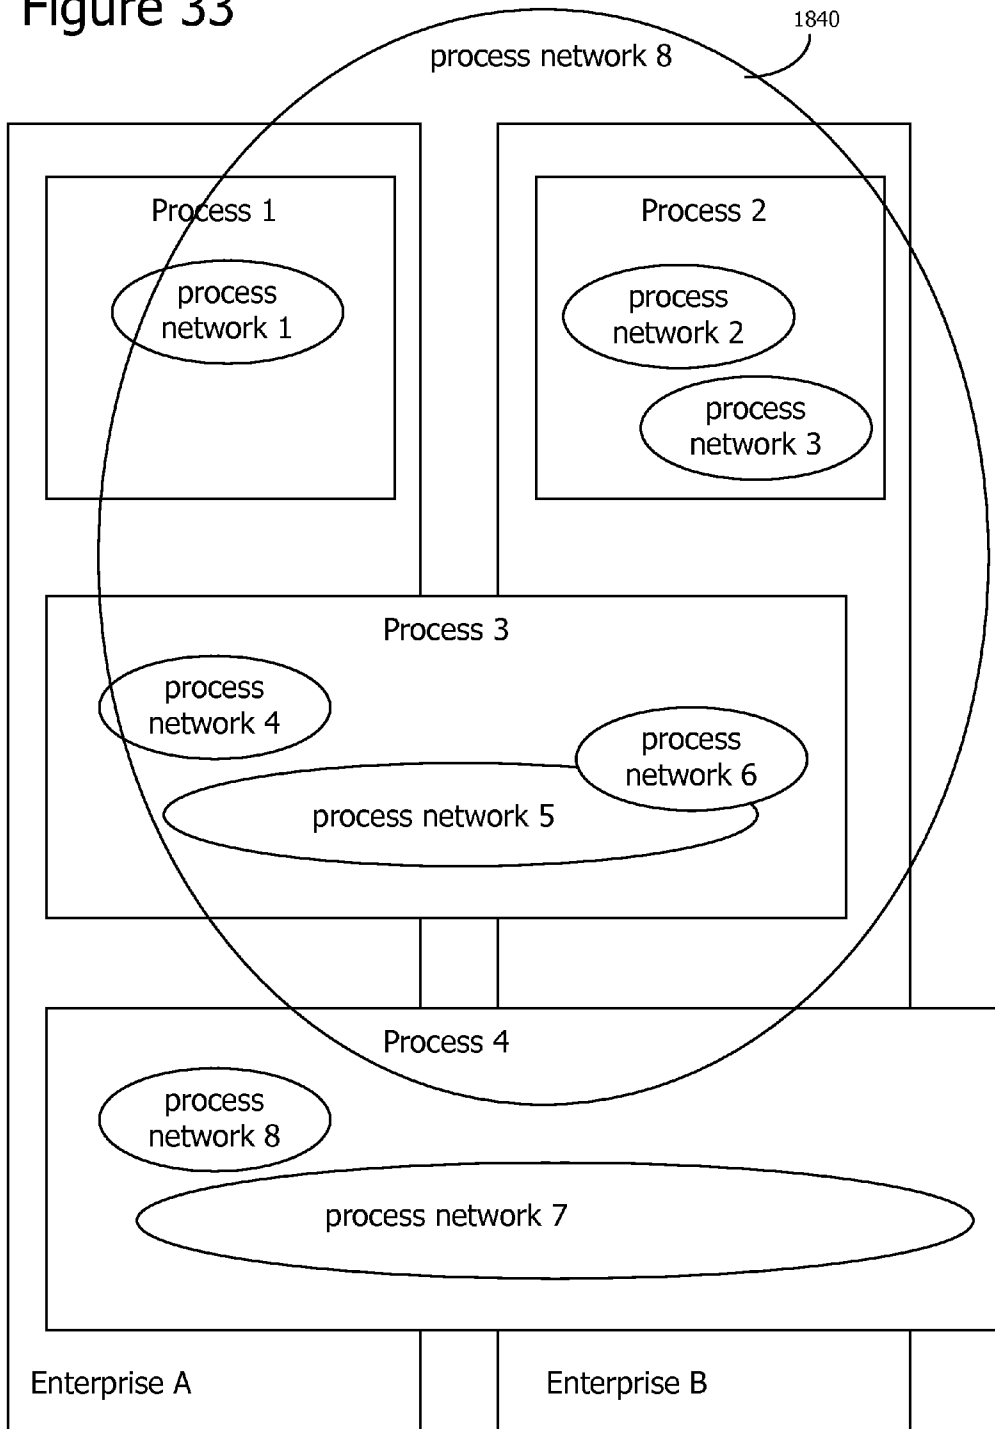 Figure 33
1840
process network 8
Process 1
Process 2
process
network 1
process
network 2
process
network 3
Process 3
process
network 4
process
network 6
process network 5
Process 4
process
network 8
process network 7
Enterprise A
Enterprise B